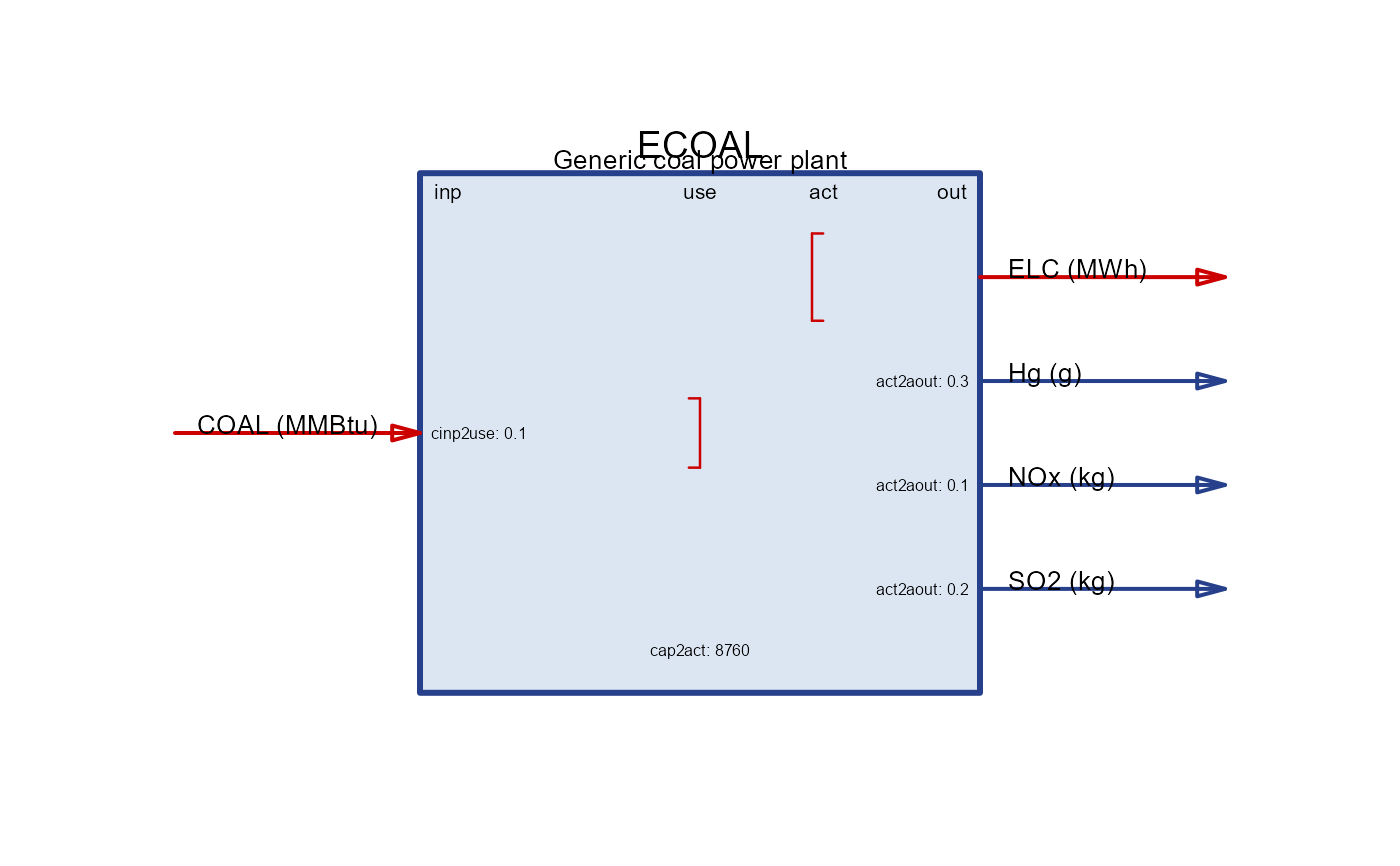 ECOAL
Generic coal power plant
inp use act out
ELC (MWh)
Hg (g)
act2aout: 0.3
COAL (MMBtu)
cinp2use: 0.1
NOx (kg)
act2aout: 0.1
SO2 (kg)
act2aout: 0.2
cap2act: 8760